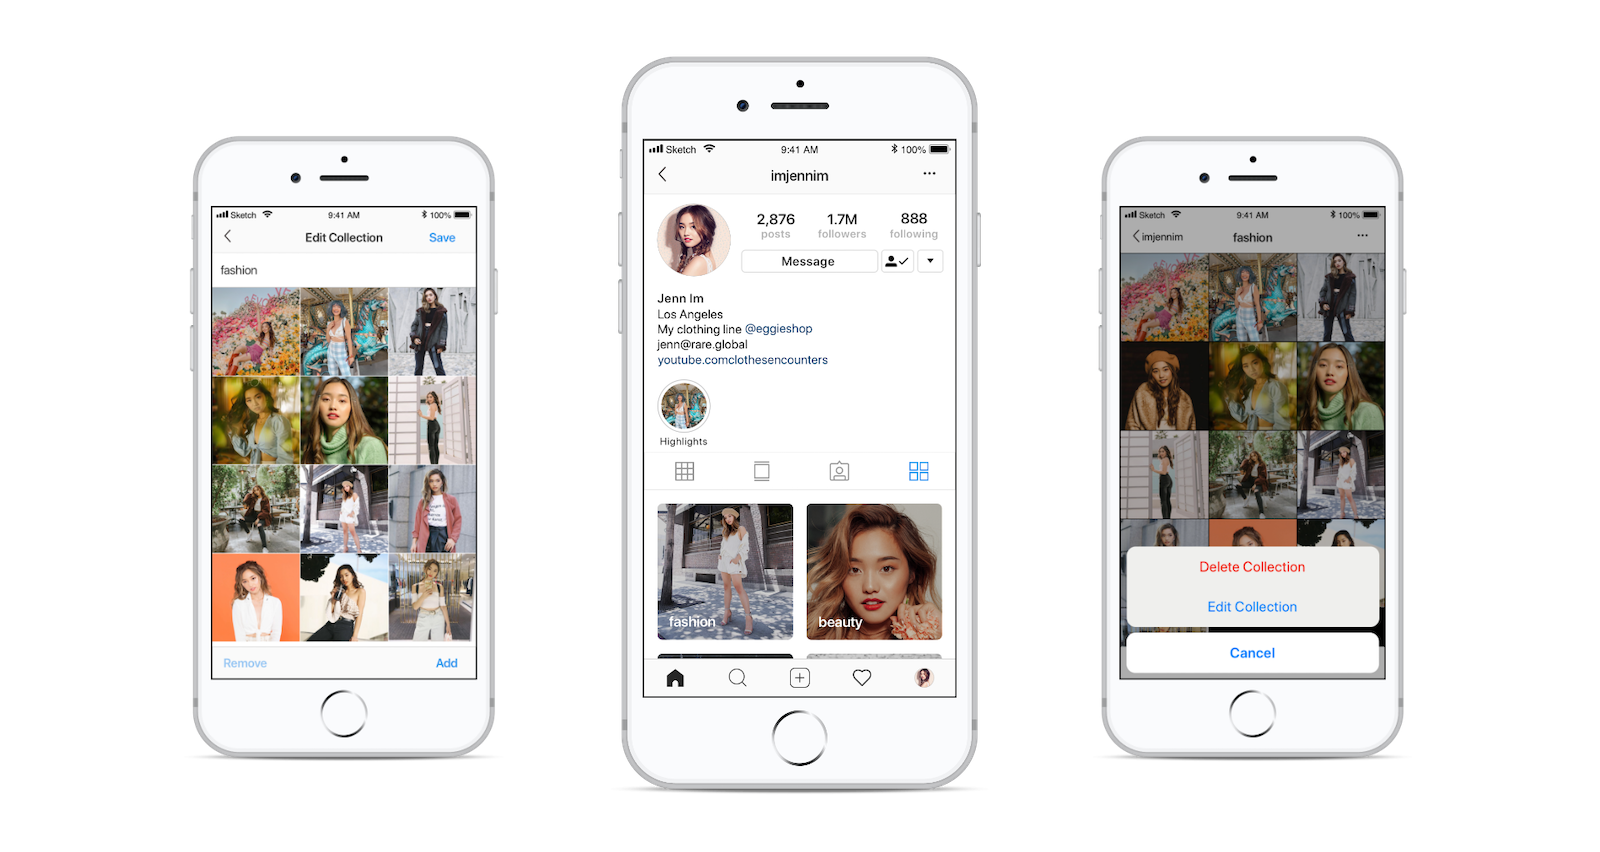 Sketch 9:41 AM 100%
Edit Collection Save
fashion
Remove Add
Sketch 9:41 AM 100%
imjennim ...
2,876 1.7M 888
posts followers following
Message
Jenn Im
Los Angeles
My clothing line @eggieshop
jenn@rare.global
youtube.comclothesencounters
Highlights
fashion beauty
Sketch 9:41 AM 100%
imjennim fashion ...
Delete Collection
Edit Collection
Cancel